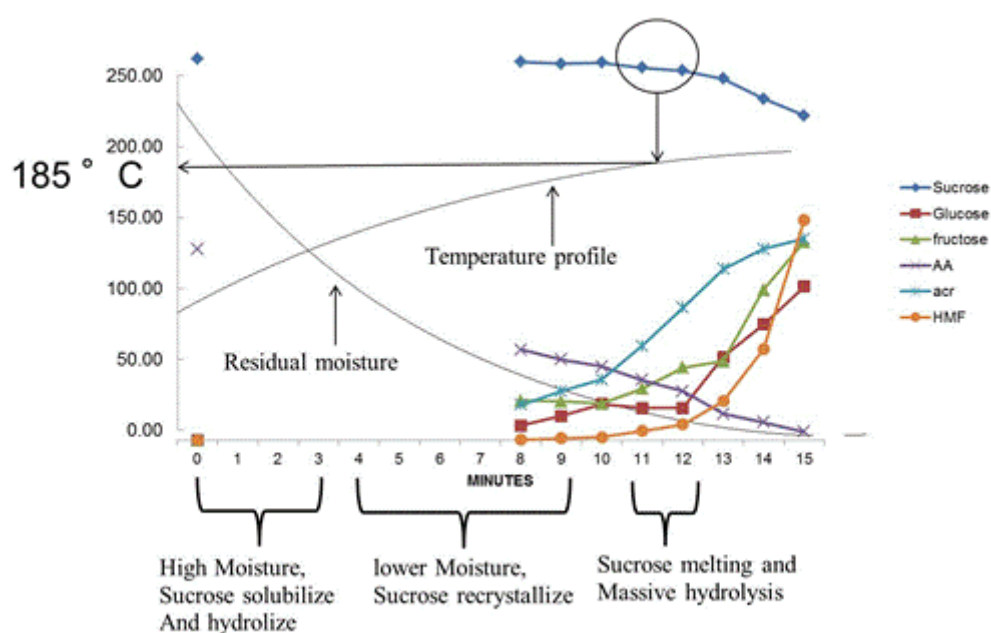 250.00
200.00
185 ° C
150.00
100.00
50.00
0.00
Temperature profile
Residual moisture
Sucrose
Glucose
fructose
AA
acr
HMF
0 1 2 3 4 5 6 7 8 9 10 11 12 13 14 15
MINUTES
High Moisture,
Sucrose solubilize
And hydrolize
lower Moisture,
Sucrose recrystallize
Sucrose melting and
Massive hydrolysis